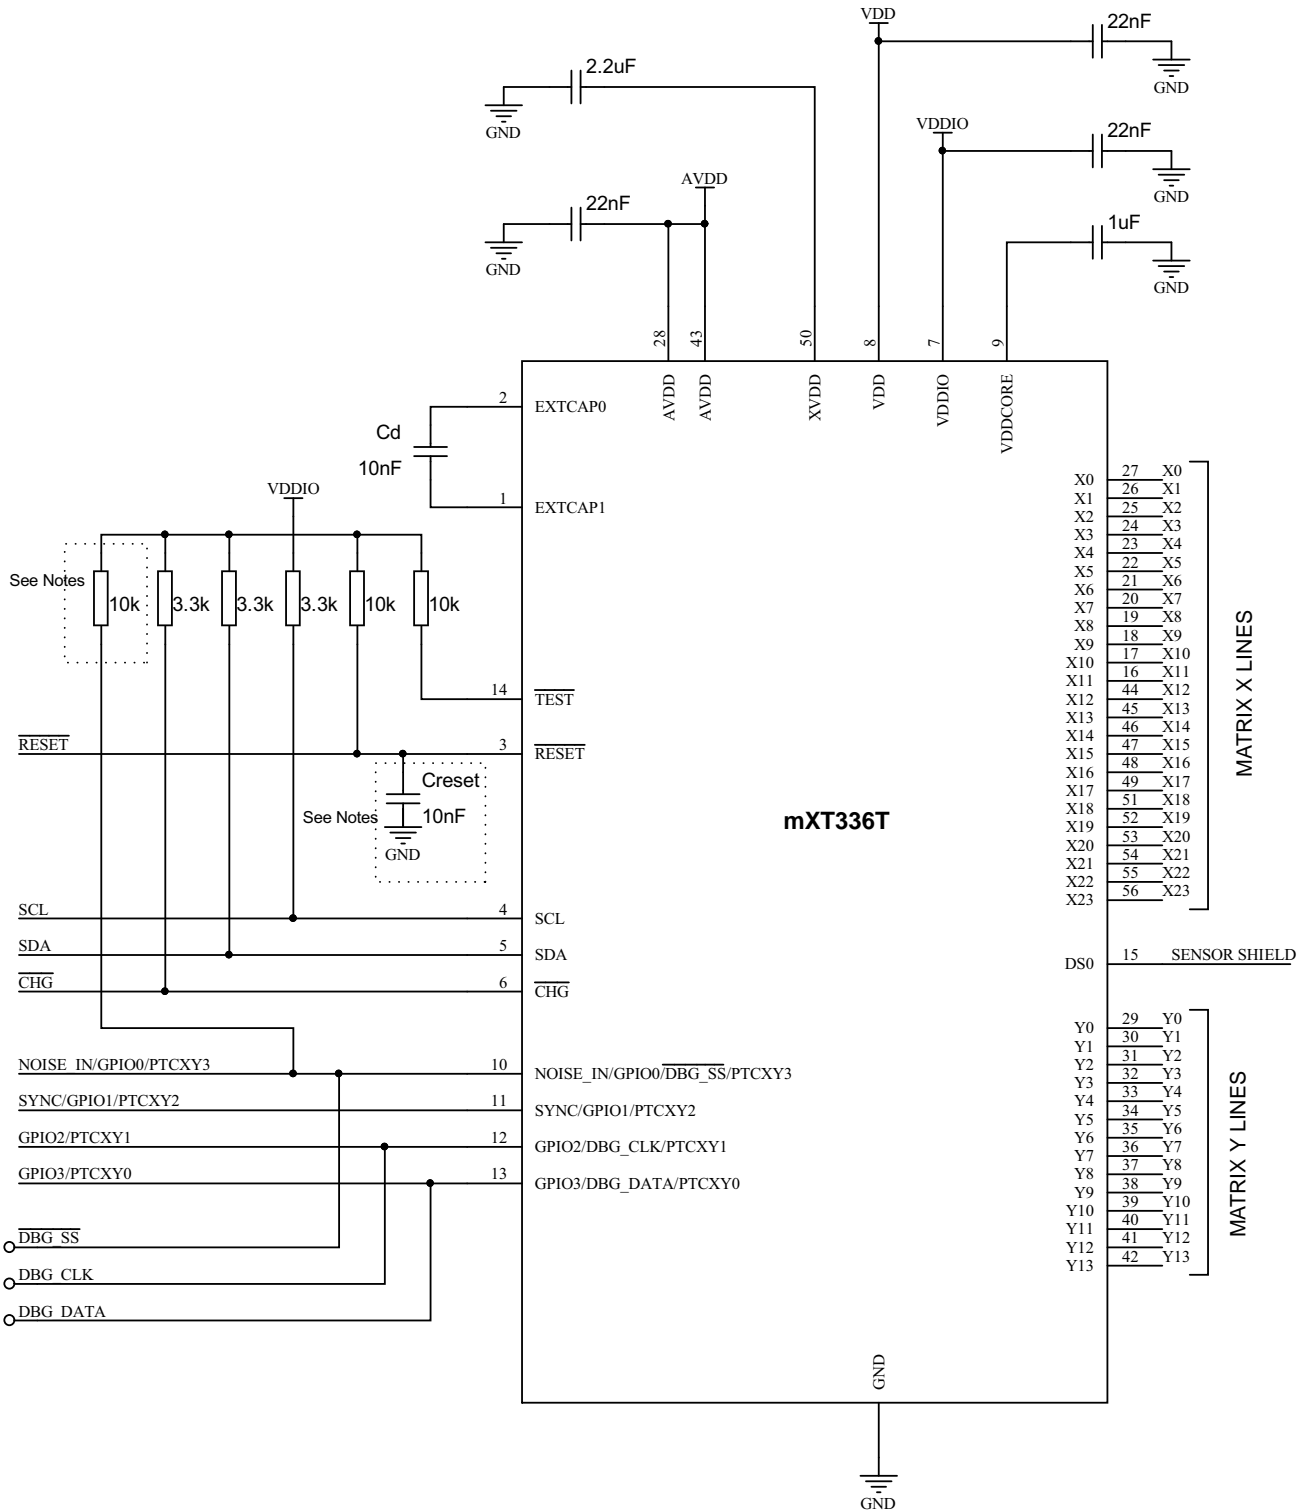 VDD
22nF
GND
2.2uF
GND
VDDIO
22nF
GND
AVDD
22nF
GND
1uF
GND
28
43
50
8
7
9
AVDD
AVDD
XVDD
VDD
VDDIO
VDDCORE
2
EXTCAP0
Cd
10nF
1
EXTCAP1
VDDIO
See Notes
10k
3.3k
3.3k
3.3k
10k
10k
14
TEST
RESET
3
RESET
Creset
See Notes
10nF
GND
mXT336T
SCL
4
SCL
SDA
5
SDA
CHG
6
CHG
NOISE_IN/GPIO0/PTCXY3
10
NOISE_IN/GPIO0/DBG_SS/PTCXY3
SYNC/GPIO1/PTCXY2
11
SYNC/GPIO1/PTCXY2
GPIO2/PTCXY1
12
GPIO2/DBG_CLK/PTCXY1
GPIO3/PTCXY0
13
GPIO3/DBG_DATA/PTCXY0
DBG_SS
DBG_CLK
DBG_DATA
X0 27 X0
X1 26 X1
X2 25 X2
X3 24 X3
X4 23 X4
X5 22 X5
X6 21 X6
X7 20 X7
X8 19 X8
X9 18 X9
X10 17 X10
X11 16 X11
X12 44 X12
X13 45 X13
X14 46 X14
X15 47 X15
X16 48 X16
X17 49 X17
X18 51 X18
X19 52 X19
X20 53 X20
X21 54 X21
X22 55 X22
X23 56 X23
MATRIX X LINES
DS0 15 SENSOR SHIELD
Y0 29 Y0
Y1 30 Y1
Y2 31 Y2
Y3 32 Y3
Y4 33 Y4
Y5 34 Y5
Y6 35 Y6
Y7 36 Y7
Y8 37 Y8
Y9 38 Y9
Y10 39 Y10
Y11 40 Y11
Y12 41 Y12
Y13 42 Y13
MATRIX Y LINES
GND
GND